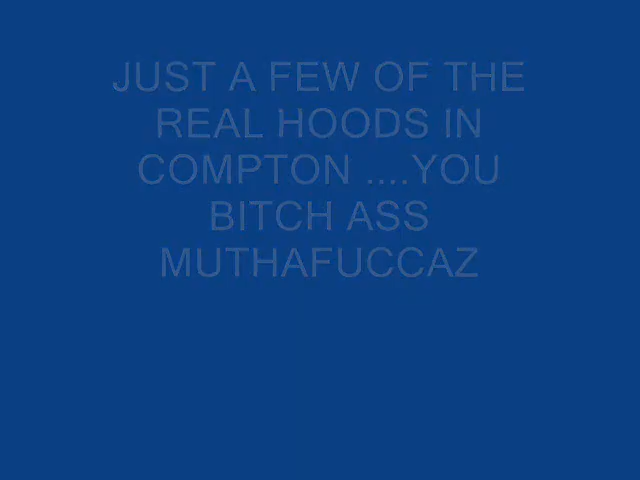 JUST A FEW OF THE
REAL HOODS IN
COMPTON ....YOU
BITCH ASS
MUTHAFUCCAZ